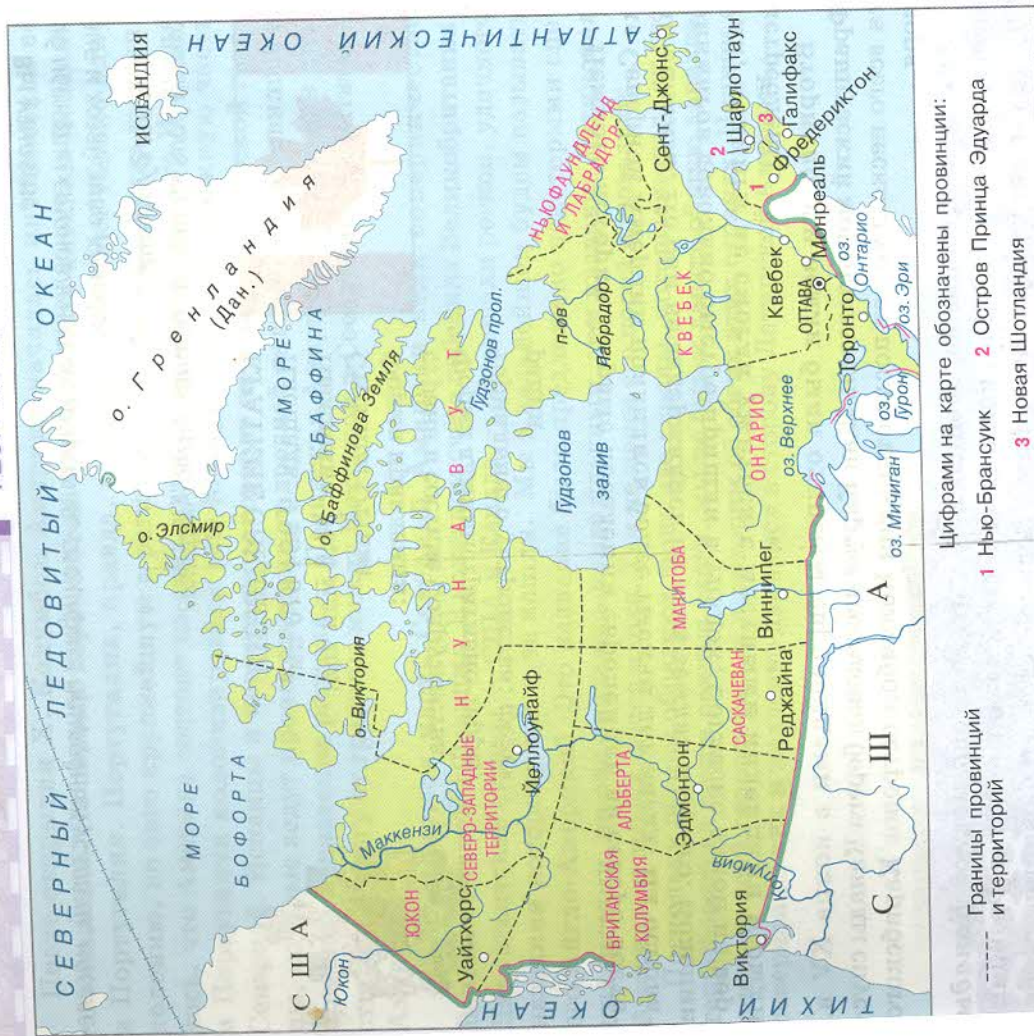 СЕВЕРНЫЙ ЛЕДОВИТЫЙ ОКЕАН
ИСЛАНДИЯ
о. Гренландия
(Дан.)
АТЛАНТИЧЕСКИЙ ОКЕАН
МОРЕ
БОФОРТА
о. Элсмир
МОРЕ
БАФФИНА
о. Баффинова Земля
о. Виктория
США
Юкон
Маккензи
ЮКОН
СЕВЕРО-ЗАПАДНЫЕ
ТЕРРИТОРИИ
НУНАВУТ
Гудзонов прол.
Уайтхорс
Йеллоунайф
Гудзонов
залив
п-ов
Лабрадор
НЬЮФАУНДЛЕНД
И ЛАБРАДОР
Сент-Джонс
ТИХИЙ ОКЕАН
БРИТАНСКАЯ
КОЛУМБИЯ
АЛЬБЕРТА
Эдмонтон
САСКАЧЕВАН
МАНИТОБА
ОНТАРИО
КВЕБЕК
Виктория
Колумбия
Реджайна
Виннипег
оз. Верхнее
Квебек
ОТТАВА
Монреаль
Торонто
1
2
Шарлоттаун
3
Галифакс
Фредериктон
США
оз. Мичиган
оз.
Гурон
оз. Эри
оз.
Онтарио
Границы провинций
и территорий
Цифрами на карте обозначены провинции:
1 Нью-Брансуик 2 Остров Принца Эдуарда
3 Новая Шотландия